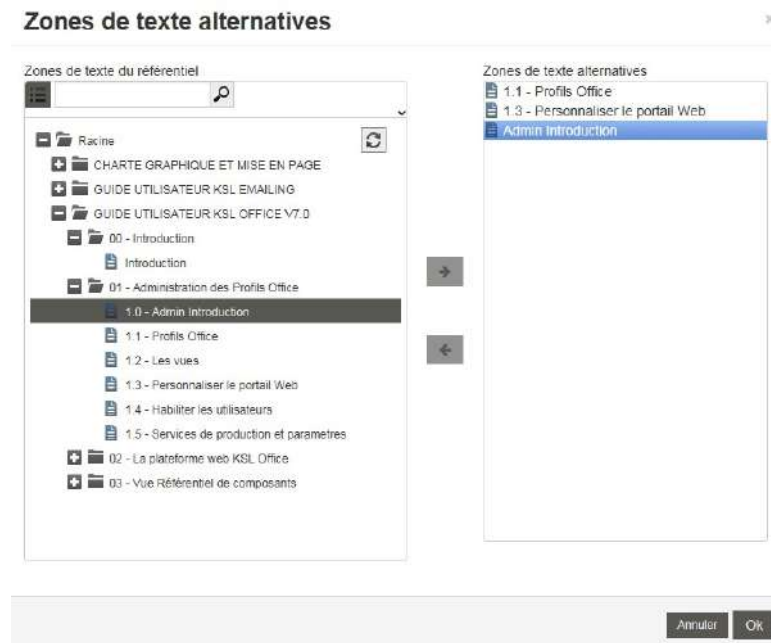 Zones de texte alternatives
Zones de texte du référentiel
Racine
CHARTE GRAPHIQUE ET MISE EN PAGE
GUIDE UTILISATEUR KSL EMAILING
GUIDE UTILISATEUR KSL OFFICE V7.0
00 - Introduction
Introduction
01 - Administration des Profils Office
1.0 - Admin Introduction
1.1 - Profils Office
1.2 - Les vues
1.3 - Personnaliser le portail Web
1.4 - Habiliter les utilisateurs
1.5 - Services de production et parametres
02 - La plateforme web KSL Office
03 - Vue Référentiel de composants
Zones de texte alternatives
1.1 - Profils Office
1.3 - Personnaliser le portail Web
Admin Introduction
Annuler
Ok